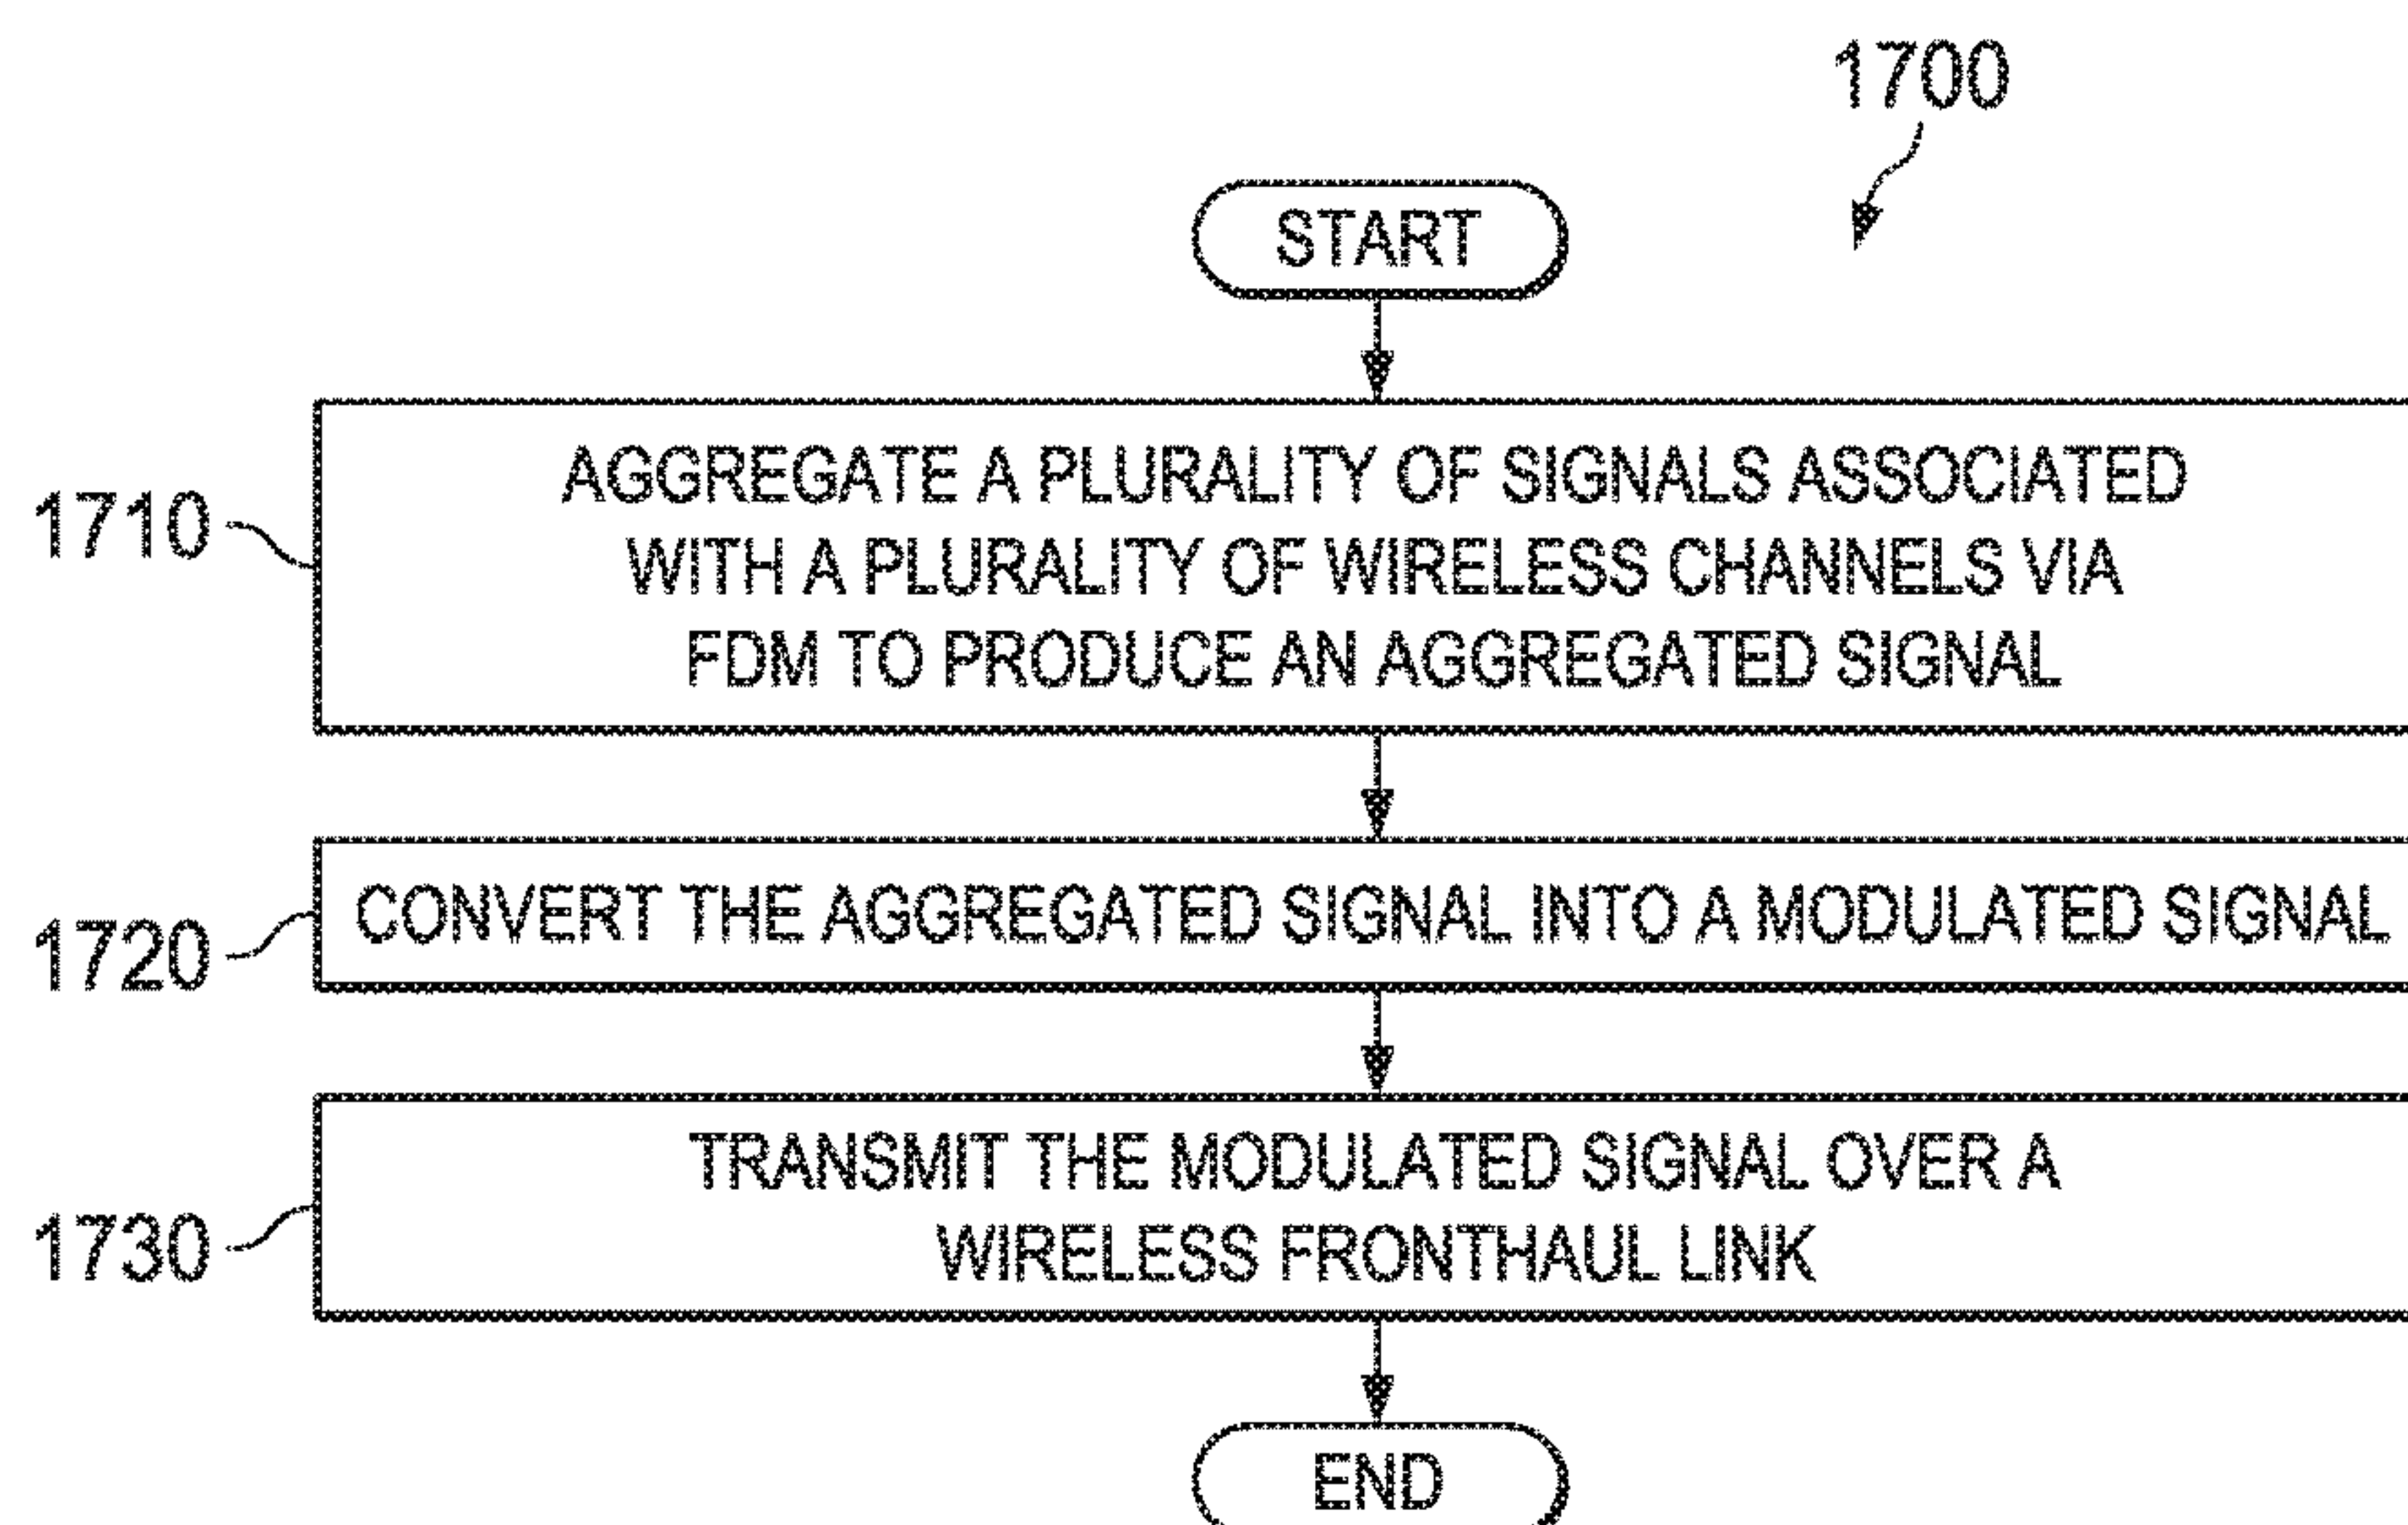 1700
START
1710
AGGREGATE A PLURALITY OF SIGNALS ASSOCIATED
WITH A PLURALITY OF WIRELESS CHANNELS VIA
FDM TO PRODUCE AN AGGREGATED SIGNAL
1720
CONVERT THE AGGREGATED SIGNAL INTO A MODULATED SIGNAL
1730
TRANSMIT THE MODULATED SIGNAL OVER A
WIRELESS FRONTHAUL LINK
END